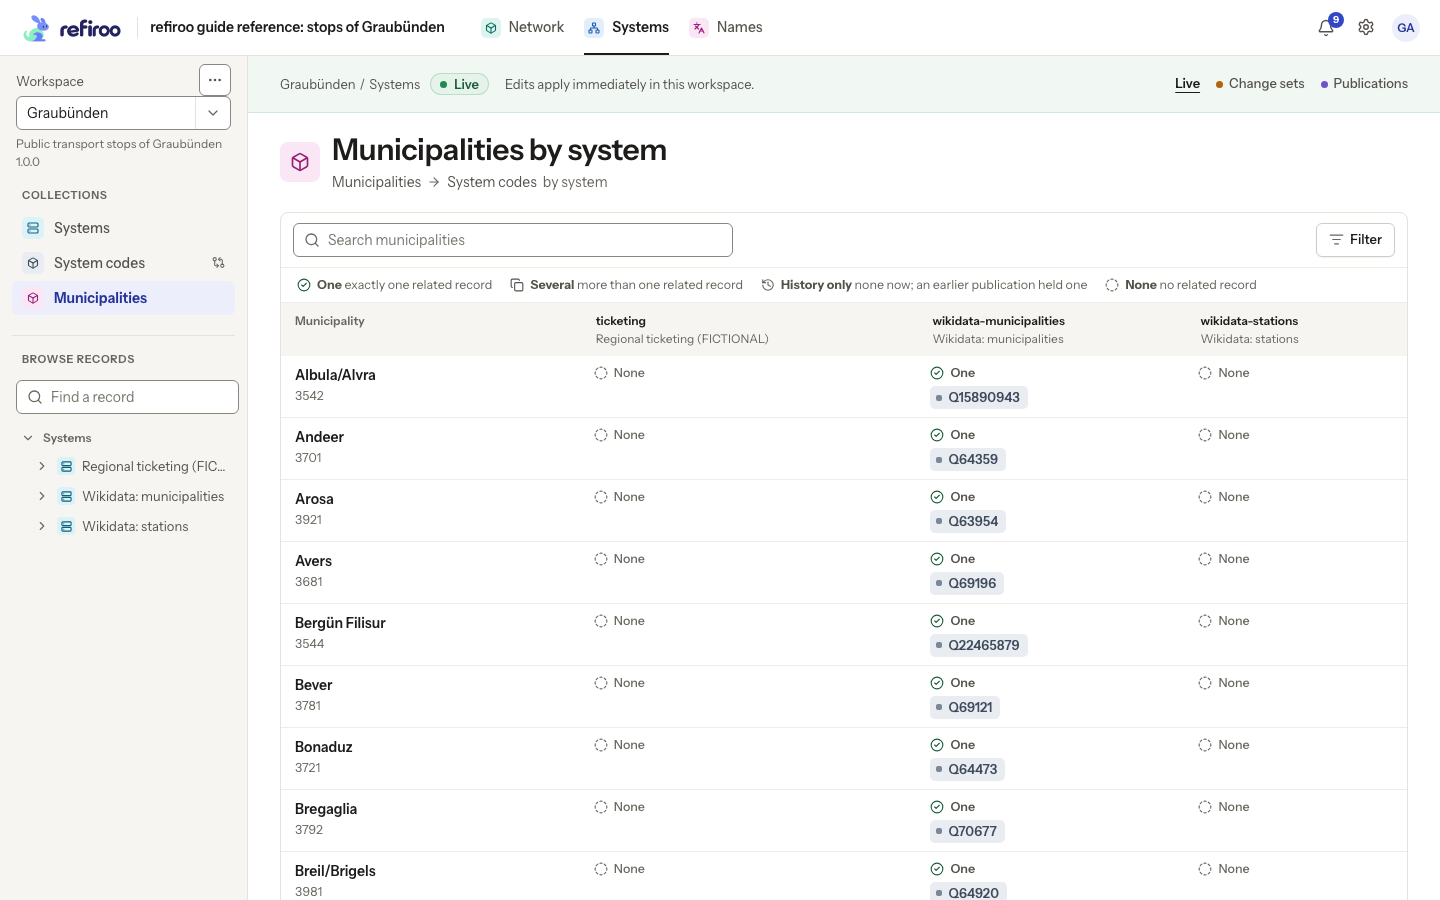 refiroo
refiroo guide reference: stops of Graubünden
Network
Systems
Names
9
GA
Workspace
Graubünden
Public transport stops of Graubünden
1.0.0
COLLECTIONS
Systems
System codes
Municipalities
BROWSE RECORDS
Find a record
Systems
Regional ticketing (FIC...
Wikidata: municipalities
Wikidata: stations
Graubünden / Systems
Live
Edits apply immediately in this workspace.
Live
Change sets
Publications
Municipalities by system
Municipalities → System codes by system
Search municipalities
Filter
One exactly one related record
Several more than one related record
History only none now; an earlier publication held one
None no related record
Municipality
ticketing
Regional ticketing (FICTIONAL)
wikidata-municipalities
Wikidata: municipalities
wikidata-stations
Wikidata: stations
Albula/Alvra
3542
None
One
Q15890943
None
Andeer
3701
None
One
Q64359
None
Arosa
3921
None
One
Q63954
None
Avers
3681
None
One
Q69196
None
Bergün Filisur
3544
None
One
Q22465879
None
Bever
3781
None
One
Q69121
None
Bonaduz
3721
None
One
Q64473
None
Bregaglia
3792
None
One
Q70677
None
Breil/Brigels
3981
None
One
Q64920
None